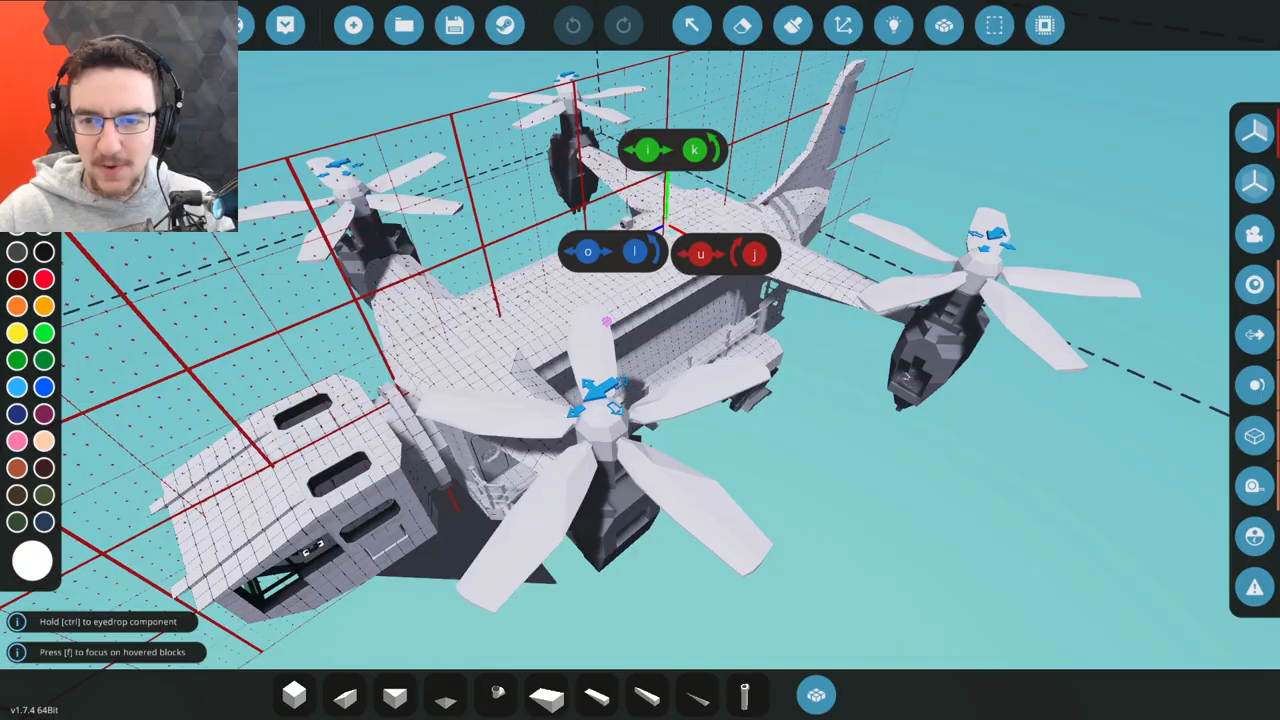 i k
o l
u j
Hold [ctrl] to eyedrop component
Press [f] to focus on hovered blocks
v1.7.4 64Bit